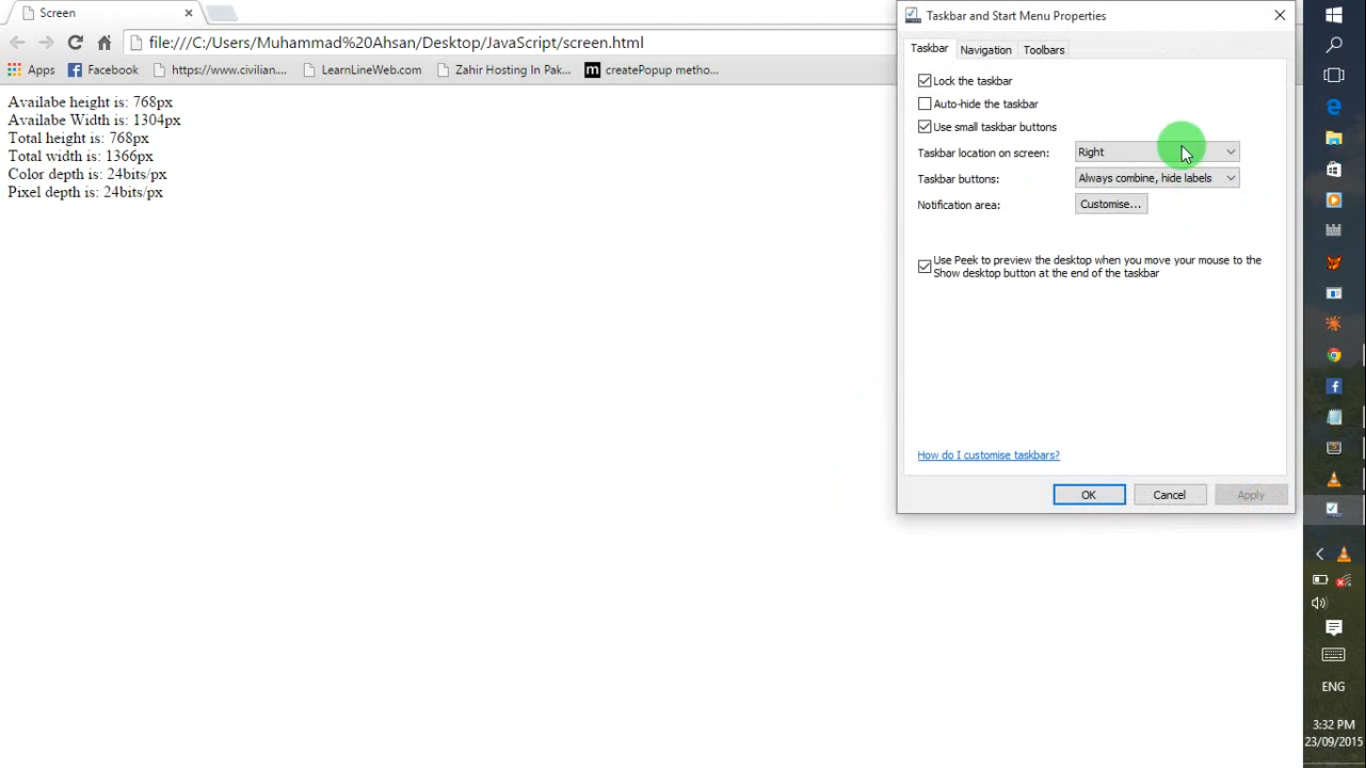 Screen
file:///C:/Users/Muhammad%20Ahsan/Desktop/JavaScript/screen.html
Apps Facebook https://www.civilian.... LearnLineWeb.com Zahir Hosting In Pak... m createPopup metho...
Availabe height is: 768px
Availabe Width is: 1304px
Total height is: 768px
Total width is: 1366px
Color depth is: 24bits/px
Pixel depth is: 24bits/px
Taskbar and Start Menu Properties
Taskbar Navigation Toolbars
Lock the taskbar
Auto-hide the taskbar
Use small taskbar buttons
Taskbar location on screen: Right
Taskbar buttons: Always combine, hide labels
Notification area: Customise...
Use Peek to preview the desktop when you move your mouse to the
Show desktop button at the end of the taskbar
How do I customise taskbars?
OK Cancel Apply
ENG
3:32 PM
23/09/2015